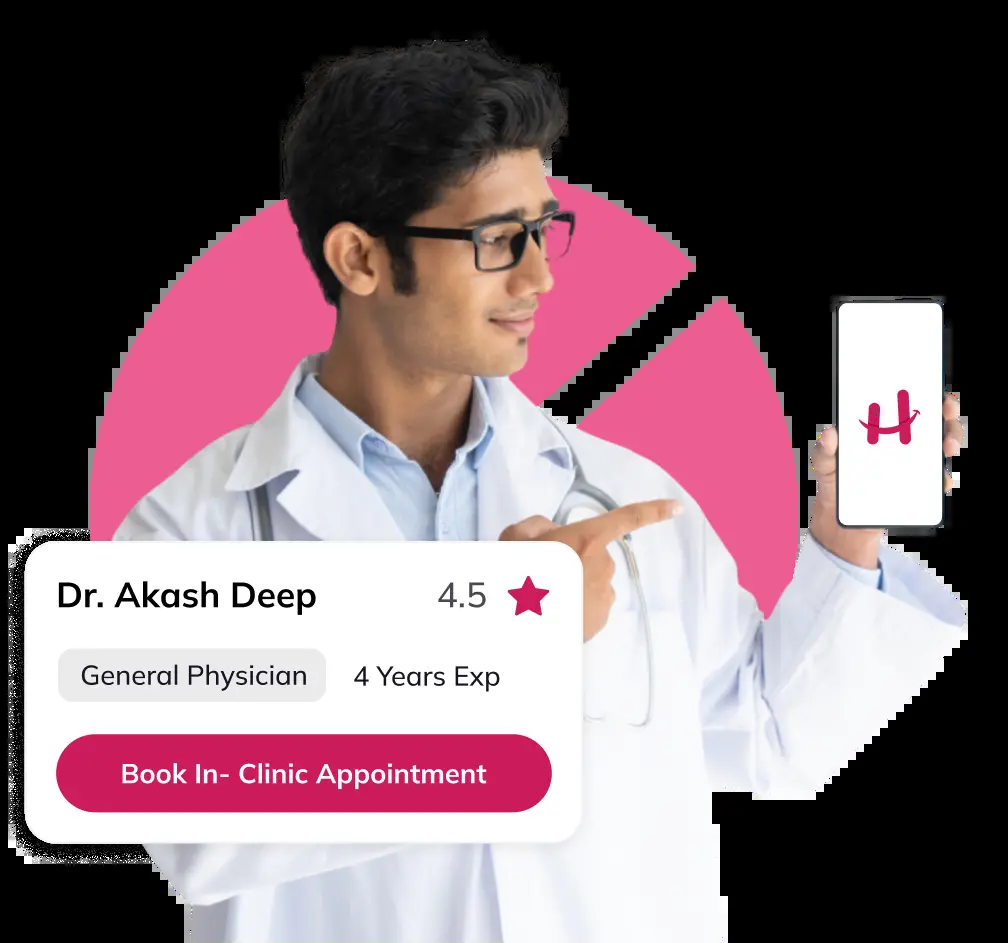 Dr. Akash Deep 4.5
General Physician 4 Years Exp
Book In- Clinic Appointment